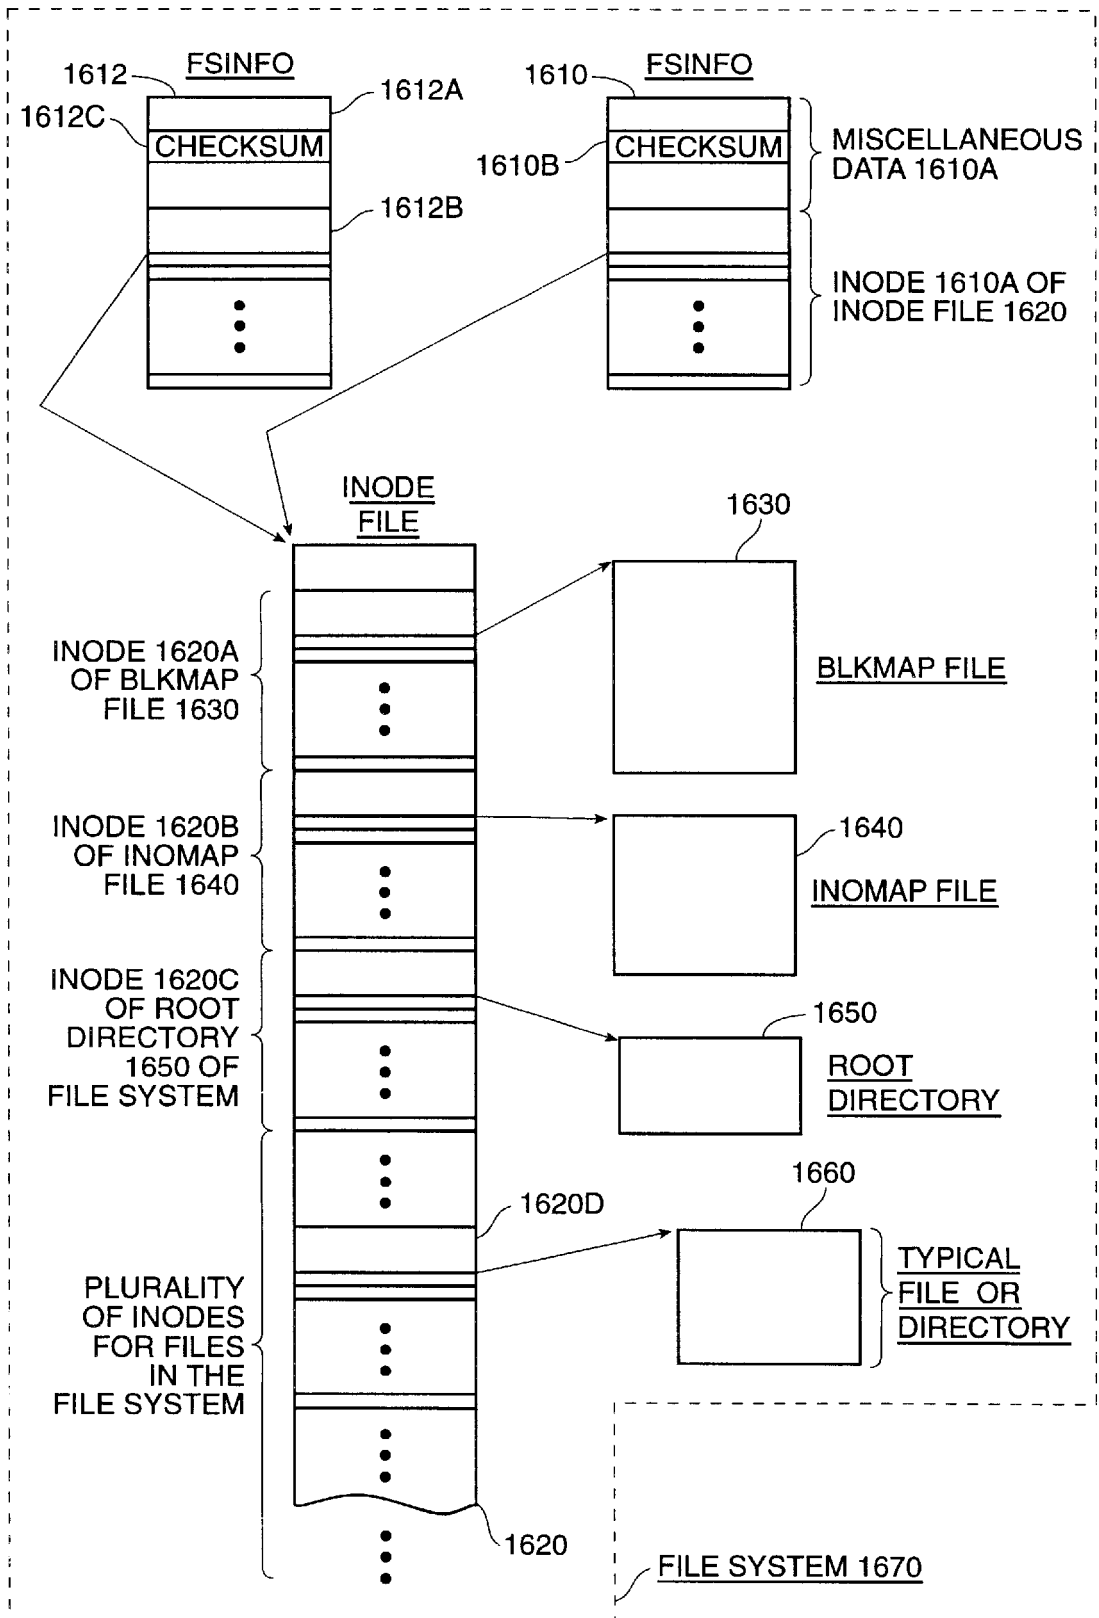 FSINFO
1612
1612A
1612C
CHECKSUM
1612B
FSINFO
1610
1610B
CHECKSUM
MISCELLANEOUS
DATA 1610A
INODE 1610A OF
INODE FILE 1620
INODE
FILE
1630
INODE 1620A
OF BLKMAP
FILE 1630
BLKMAP FILE
INODE 1620B
OF INOMAP
FILE 1640
1640
INOMAP FILE
INODE 1620C
OF ROOT
DIRECTORY
1650 OF
FILE SYSTEM
1650
ROOT
DIRECTORY
1620D
1660
PLURALITY
OF INODES
FOR FILES
IN THE
FILE SYSTEM
TYPICAL
FILE OR
DIRECTORY
1620
FILE SYSTEM 1670